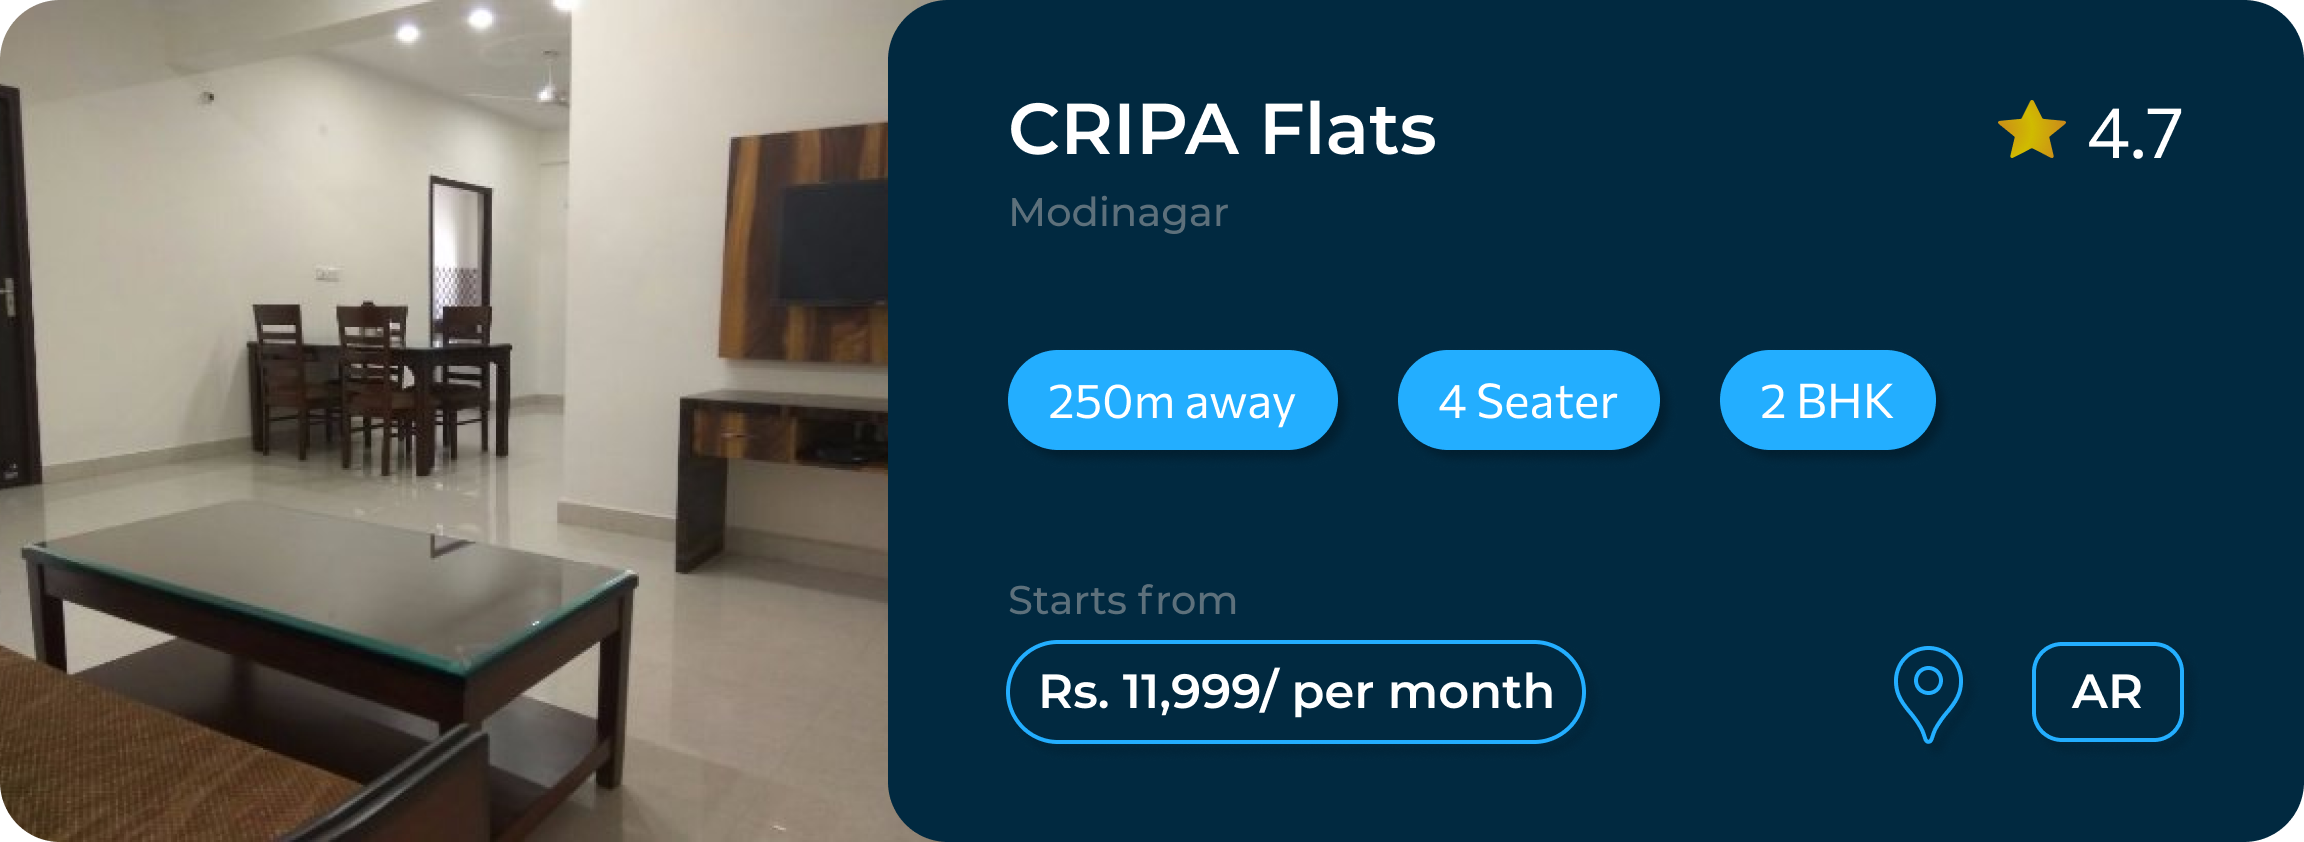 CRIPA Flats
4.7
Modinagar
250m away
4 Seater
2 BHK
Starts from
Rs. 11,999/ per month
AR